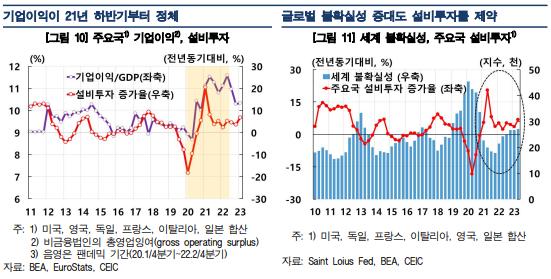 기업이익이 21년 하반기부터 정체
[그림 10] 주요국1) 기업이익2), 설비투자
(%)
(전년동기대비, %)
기업이익/GDP(좌축)
설비투자 증가율(우축)
12
11
10
9
8
7
6
5
4
30
20
10
0
-10
-20
-30
11 12 13 14 15 16 17 18 19 20 21 22 23
주: 1) 미국, 영국, 독일, 프랑스, 이탈리아, 일본 합산
2) 비금융법인의 총영업잉여(gross operating surplus)
3) 음영은 팬데믹 기간(20.1/4분기~22.2/4분기)
자료: BEA, EuroStats, CEIC
글로벌 불확실성 증대도 설비투자를 제약
[그림 11] 세계 불확실성, 주요국 설비투자1)
(전년동기대비, %)
(지수, 천)
세계 불확실성 (우축)
주요국 설비투자 증가율 (좌축)
30
15
0
-15
-30
50
40
30
20
10
0
10 11 12 13 14 15 16 17 18 19 20 21 22 23
주: 1) 미국, 독일, 프랑스, 이탈리아, 영국, 일본 합산
자료: Saint Loius Fed, BEA, CEIC